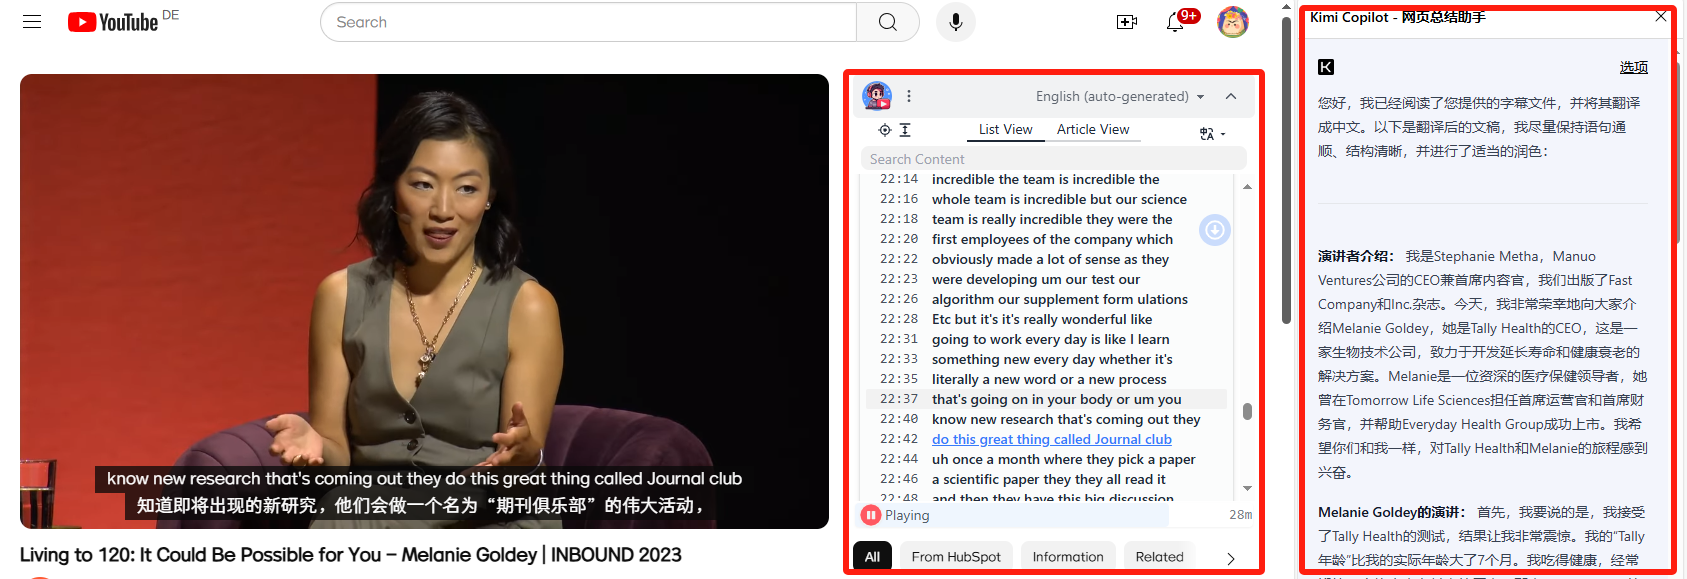 YouTube DE
Search
9+
know new research that's coming out they do this great thing called Journal club
知道即将出现的新研究，他们会做一个名为“期刊俱乐部”的伟大活动，
Living to 120: It Could Be Possible for You – Melanie Goldey | INBOUND 2023
English (auto-generated)
List View Article View
Search Content
22:14 incredible the team is incredible the
22:16 whole team is incredible but our science
22:18 team is really incredible they were the
22:20 first employees of the company which
22:22 obviously made a lot of sense as they
22:23 were developing um our test our
22:26 algorithm our supplement form ulations
22:28 Etc but it's it's really wonderful like
22:31 going to work every day is like I learn
22:33 something new every day whether it's
22:35 literally a new word or a new process
22:37 that's going on in your body or um you
22:40 know new research that's coming out they
22:42 do this great thing called Journal club
22:44 uh once a month where they pick a paper
22:46 a scientific paper they they all read it
22:48 and then they have this big discussion
Playing 28m
All From HubSpot Information Related
Kimi Copilot - 网页总结助手
选项
您好，我已经阅读了您提供的字幕文件，并将其翻译
成中文。以下是翻译后的文稿，我尽量保持语句通
顺、结构清晰，并进行了适当的润色：
演讲者介绍： 我是Stephanie Metha，Manuo
Ventures公司的CEO兼首席内容官，我们出版了Fast
Company和Inc.杂志。今天，我非常荣幸地向大家介
绍Melanie Goldey，她是Tally Health的CEO，这是一
家生物技术公司，致力于开发延长寿命和健康衰老的
解决方案。Melanie是一位资深的医疗保健领导者，她
曾在Tomorrow Life Sciences担任首席运营官和首席财
务官，并帮助Everyday Health Group成功上市。我希
望你们和我一样，对Tally Health和Melanie的旅程感到
兴奋。
Melanie Goldey的演讲： 首先，我要说的是，我接受
了Tally Health的测试，结果让我非常震惊。我的“Tally
年龄”比我的实际年龄大了7个月。我吃得健康，经常